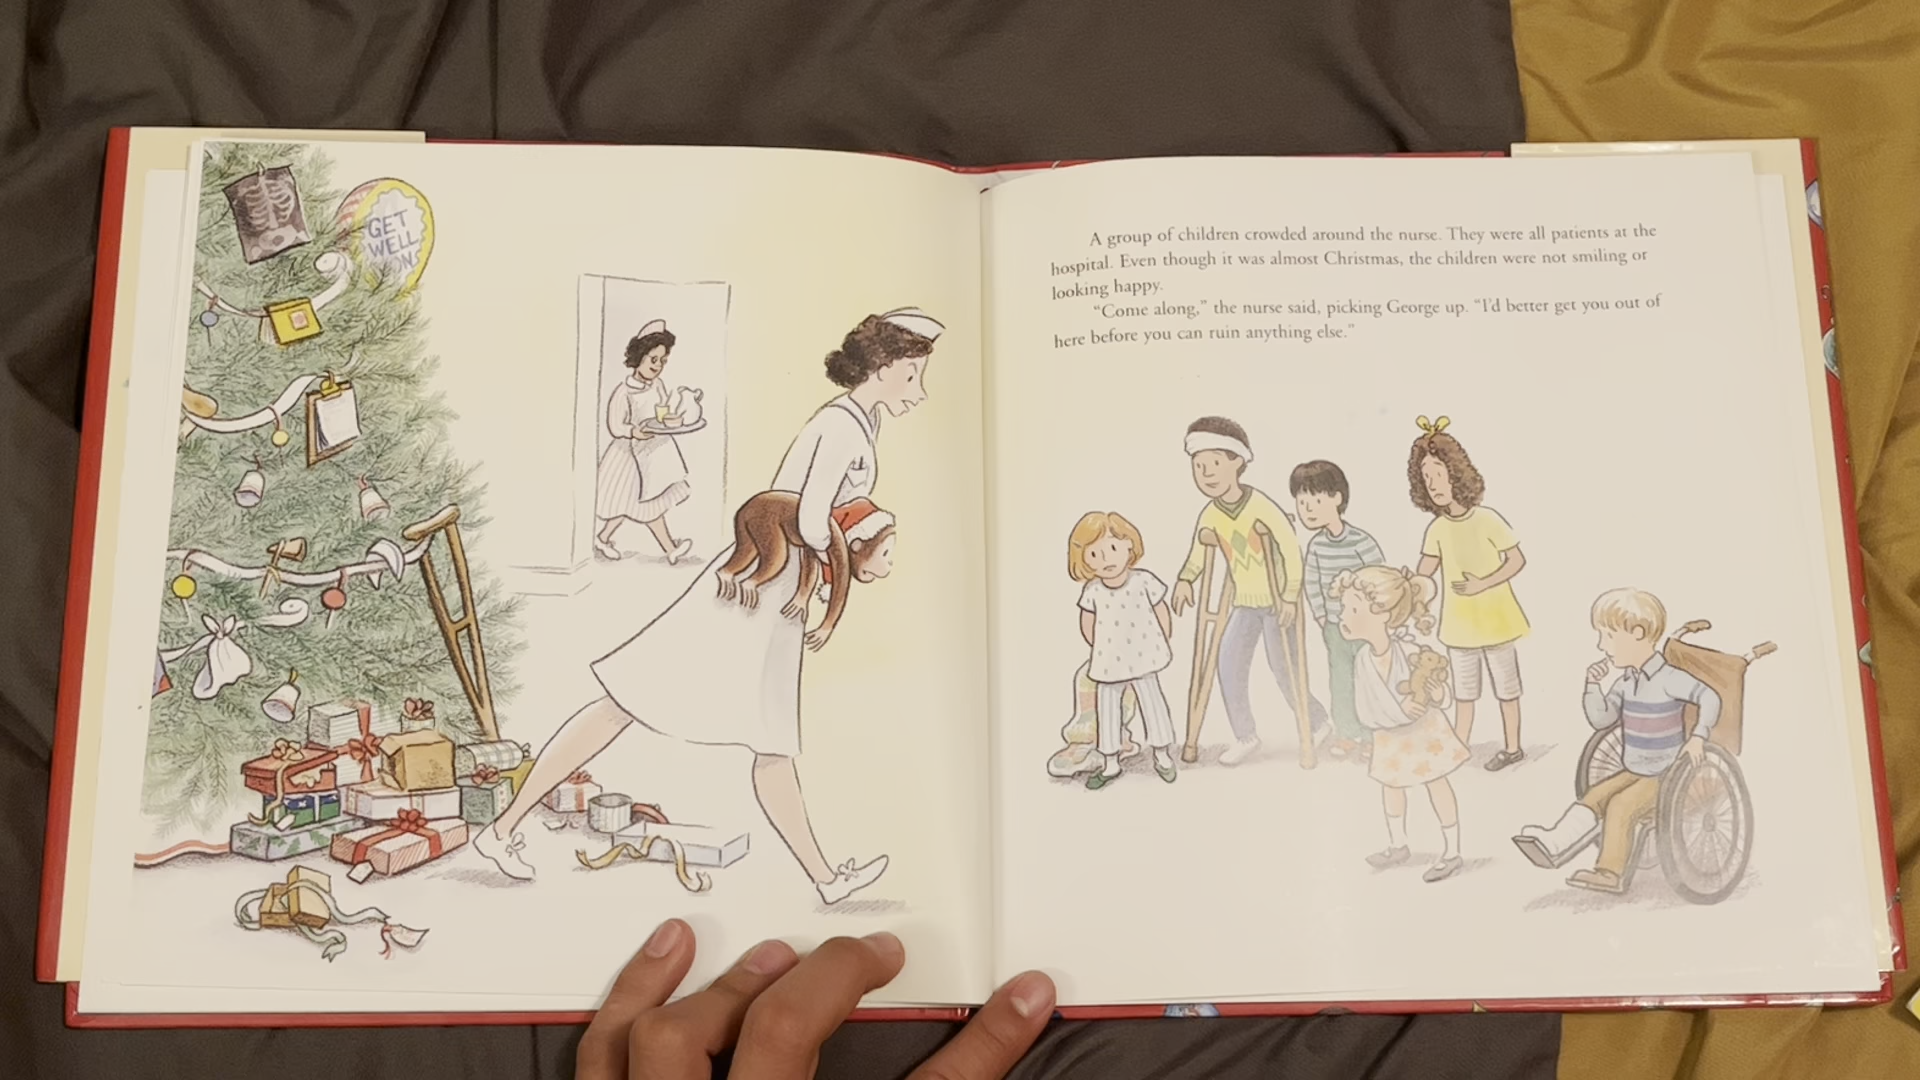 GET
WELL
A group of children crowded around the nurse. They were all patients at the
hospital. Even though it was almost Christmas, the children were not smiling or
looking happy.
"Come along," the nurse said, picking George up. "I'd better get you out of
here before you can ruin anything else."